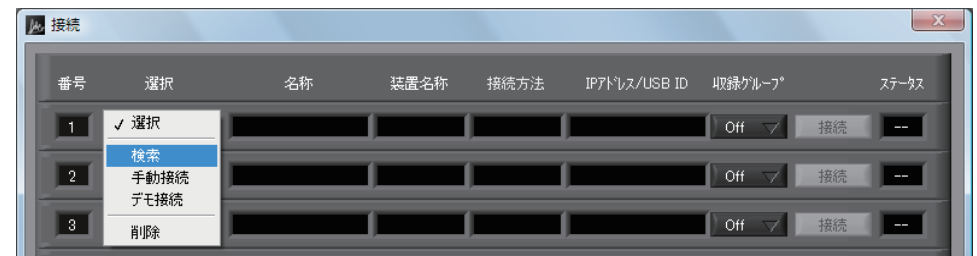 接続
番号 選択 名称 装置名称 接続方法 IPアドレス/USB ID 収録グループ ステータス
1 ✓ 選択 Off 接続 --
検索
2 手動接続 Off 接続 --
デモ接続
3 削除 Off 接続 --